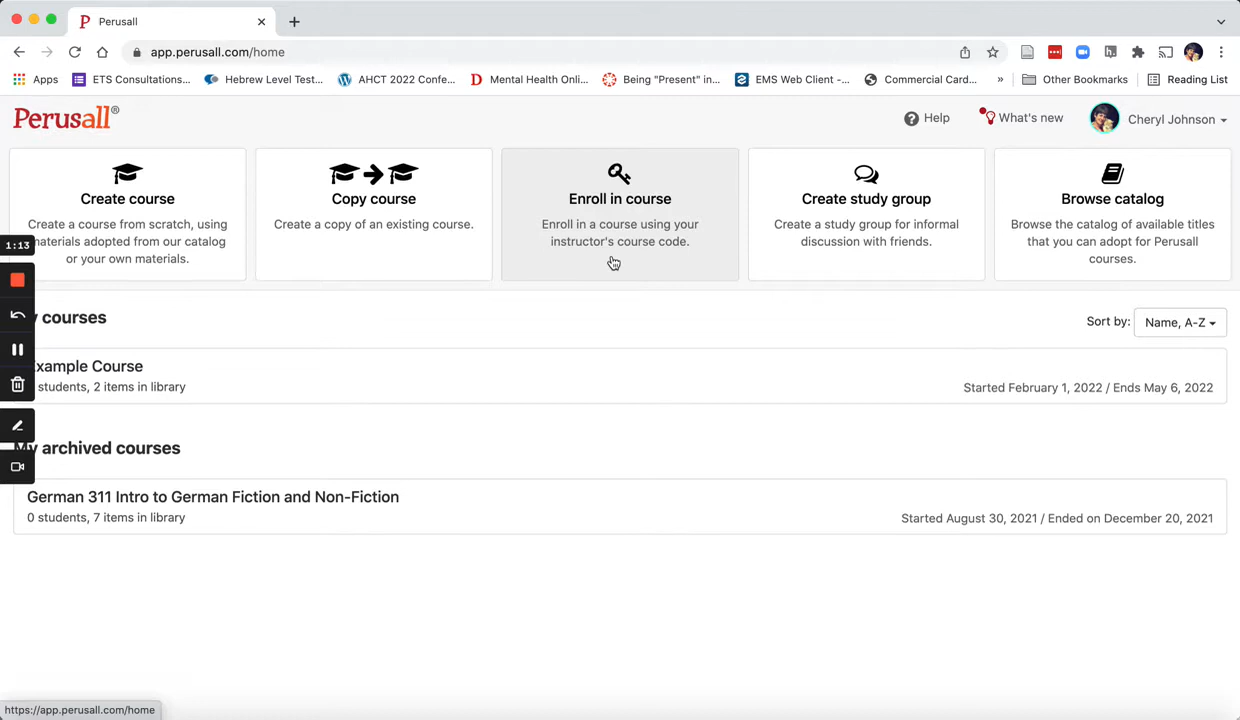 Perusall
app.perusall.com/home
Apps
ETS Consultations...
Hebrew Level Test...
AHCT 2022 Confe...
Mental Health Onli...
Being "Present" in...
EMS Web Client -...
Commercial Card...
»
Other Bookmarks
Reading List
Perusall®
Help
What's new
Cheryl Johnson
Create course
Create a course from scratch, using
materials adopted from our catalog
or your own materials.
Copy course
Create a copy of an existing course.
Enroll in course
Enroll in a course using your
instructor's course code.
Create study group
Create a study group for informal
discussion with friends.
Browse catalog
Browse the catalog of available titles
that you can adopt for Perusall
courses.
1:13
My courses
Sort by: Name, A-Z
Example Course
students, 2 items in library
Started February 1, 2022 / Ends May 6, 2022
My archived courses
German 311 Intro to German Fiction and Non-Fiction
0 students, 7 items in library
Started August 30, 2021 / Ended on December 20, 2021
https://app.perusall.com/home